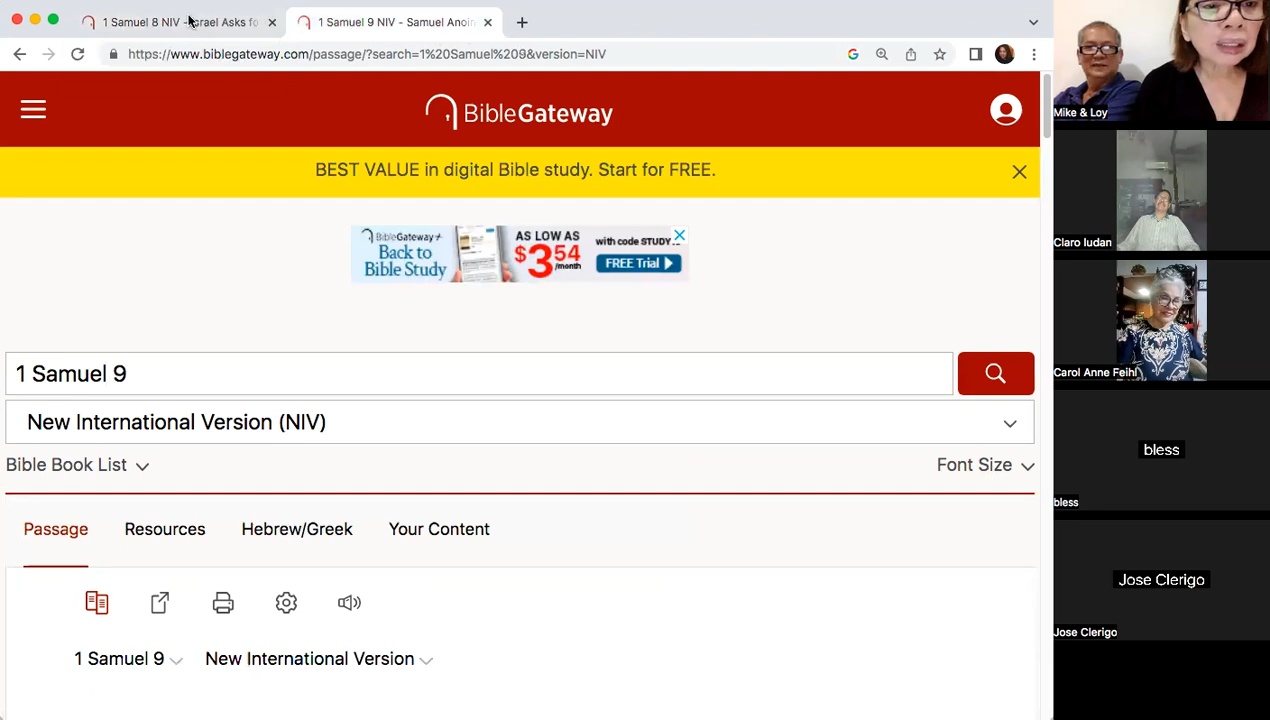 1 Samuel 8 NIV - Israel Asks fo
1 Samuel 9 NIV - Samuel Anoin
https://www.biblegateway.com/passage/?search=1%20Samuel%209&version=NIV
BibleGateway
BEST VALUE in digital Bible study. Start for FREE.
BibleGateway+
Back to
Bible Study
AS LOW AS
$3.54
/month
with code STUDY
FREE Trial
1 Samuel 9
New International Version (NIV)
Bible Book List
Font Size
Passage
Resources
Hebrew/Greek
Your Content
1 Samuel 9
New International Version
Mike & Loy
Claro Iudan
Carol Anne Feihl
bless
bless
Jose Clerigo
Jose Clerigo